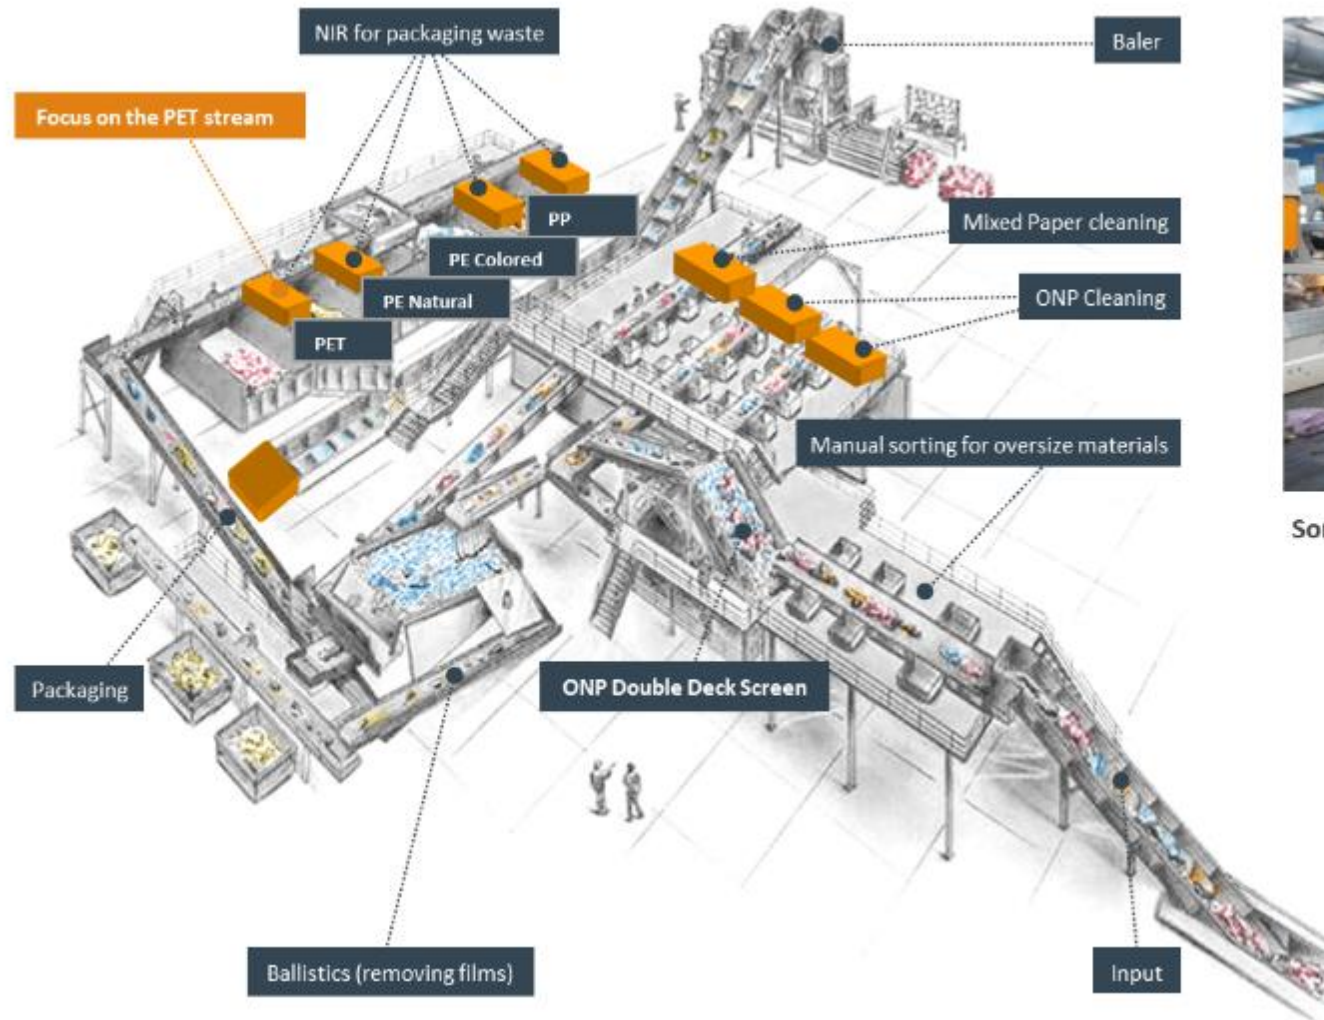 NIR for packaging waste
Baler
Focus on the PET stream
PP
Mixed Paper cleaning
PE Colored
PE Natural
ONP Cleaning
PET
Manual sorting for oversize materials
Packaging
ONP Double Deck Screen
Ballistics (removing films)
Input